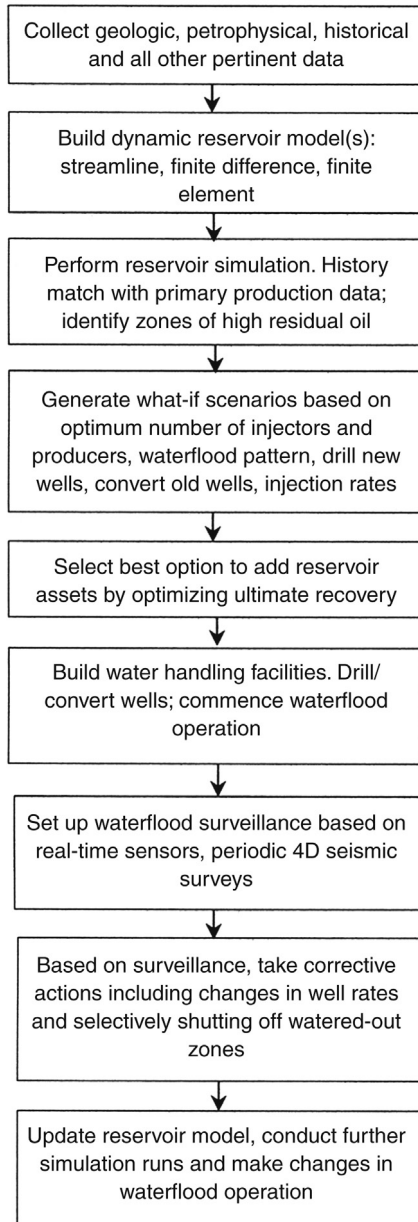 Collect geologic, petrophysical, historical
and all other pertinent data
Build dynamic reservoir model(s):
streamline, finite difference, finite
element
Perform reservoir simulation. History
match with primary production data;
identify zones of high residual oil
Generate what-if scenarios based on
optimum number of injectors and
producers, waterflood pattern, drill new
wells, convert old wells, injection rates
Select best option to add reservoir
assets by optimizing ultimate recovery
Build water handling facilities. Drill/
convert wells; commence waterflood
operation
Set up waterflood surveillance based on
real-time sensors, periodic 4D seismic
surveys
Based on surveillance, take corrective
actions including changes in well rates
and selectively shutting off watered-out
zones
Update reservoir model, conduct further
simulation runs and make changes in
waterflood operation